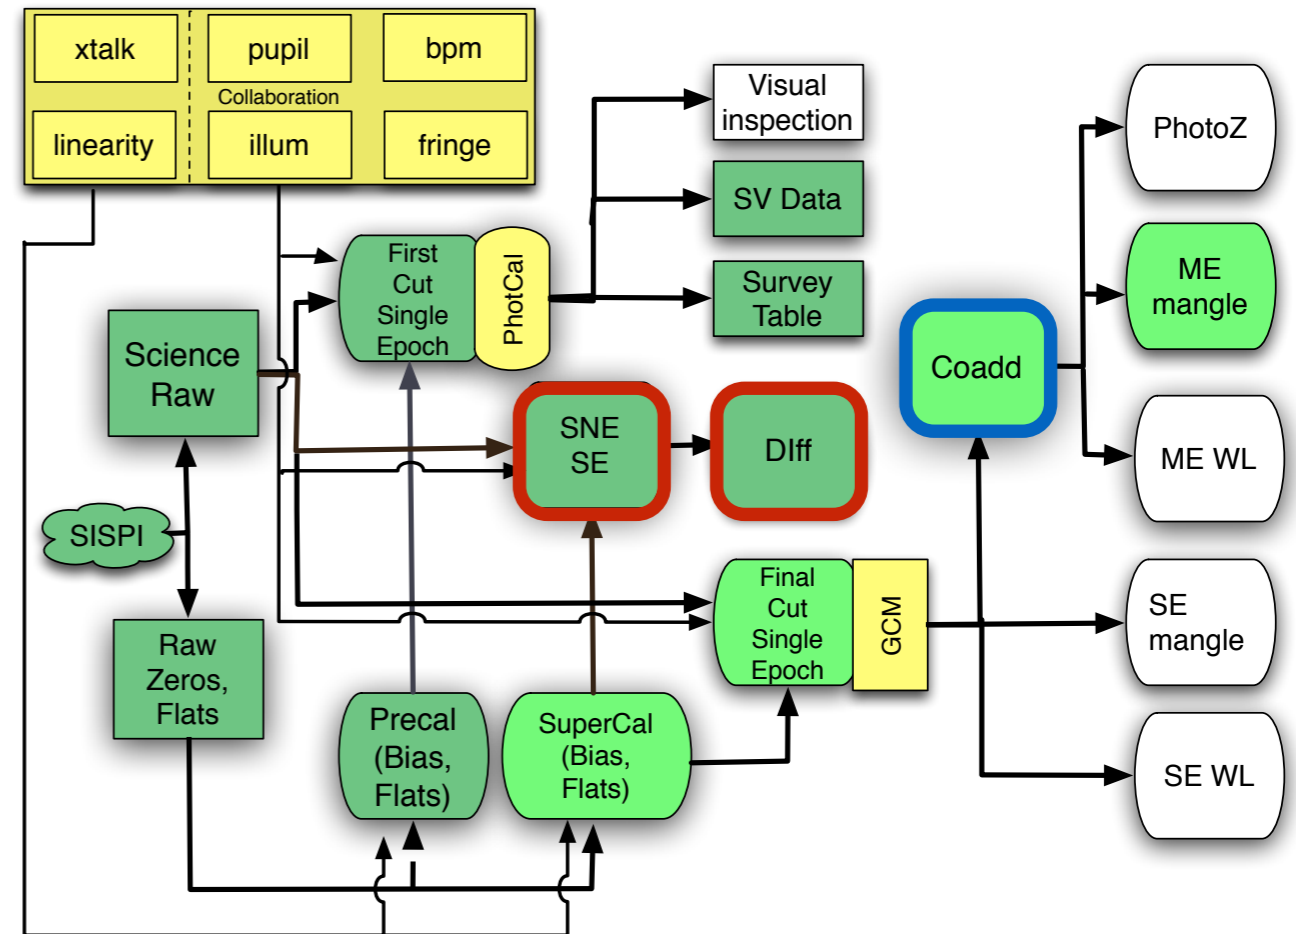 xtalk
pupil
bpm
Collaboration
linearity
illum
fringe
Visual
inspection
SV Data
Survey
Table
First
Cut
Single
Epoch
PhotCal
PhotoZ
ME
mangle
Science
Raw
Coadd
SNE
SE
DIff
ME WL
SISPI
Final
Cut
Single
Epoch
GCM
SE
mangle
Raw
Zeros,
Flats
Precal
(Bias,
Flats)
SuperCal
(Bias,
Flats)
SE WL